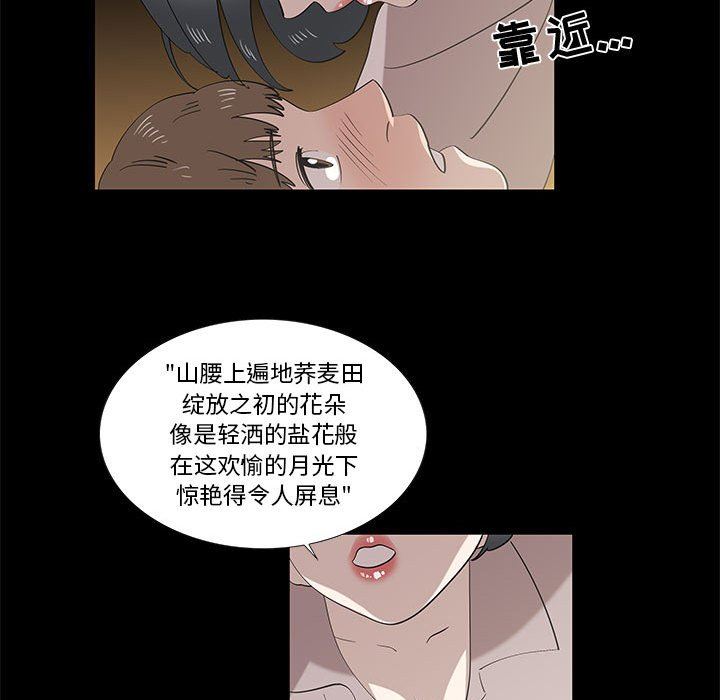 靠近...
"山腰上遍地荞麦田
绽放之初的花朵
像是轻洒的盐花般
在这欢愉的月光下
惊艳得令人屏息"